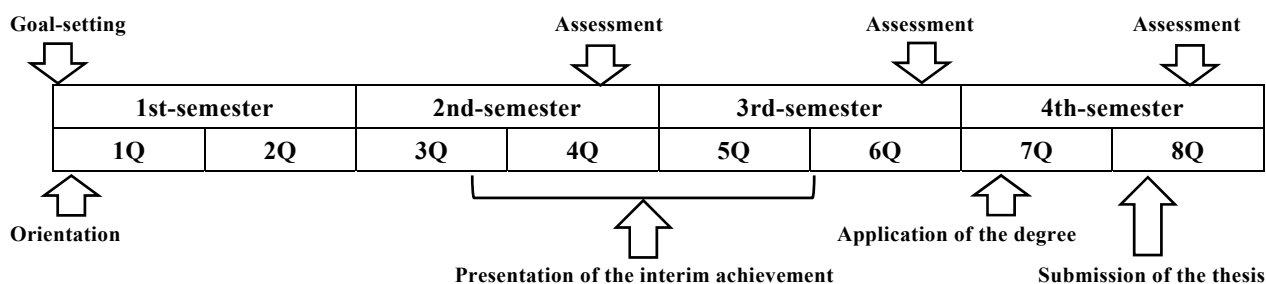 Goal-setting Assessment Assessment Assessment
1st-semester 2nd-semester 3rd-semester 4th-semester
1Q 2Q 3Q 4Q 5Q 6Q 7Q 8Q
Orientation Application of the degree
Presentation of the interim achievement Submission of the thesis